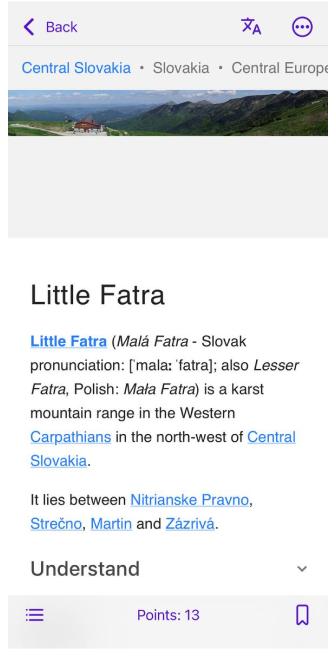 Back
Central Slovakia • Slovakia • Central Europe
Little Fatra
Little Fatra (Malá Fatra - Slovak
pronunciation: [ˈmalaː ˈfatra]; also Lesser
Fatra, Polish: Mała Fatra) is a karst
mountain range in the Western
Carpathians in the north-west of Central
Slovakia.
It lies between Nitrianske Pravno,
Strečno, Martin and Zázrivá.
Understand
Points: 13